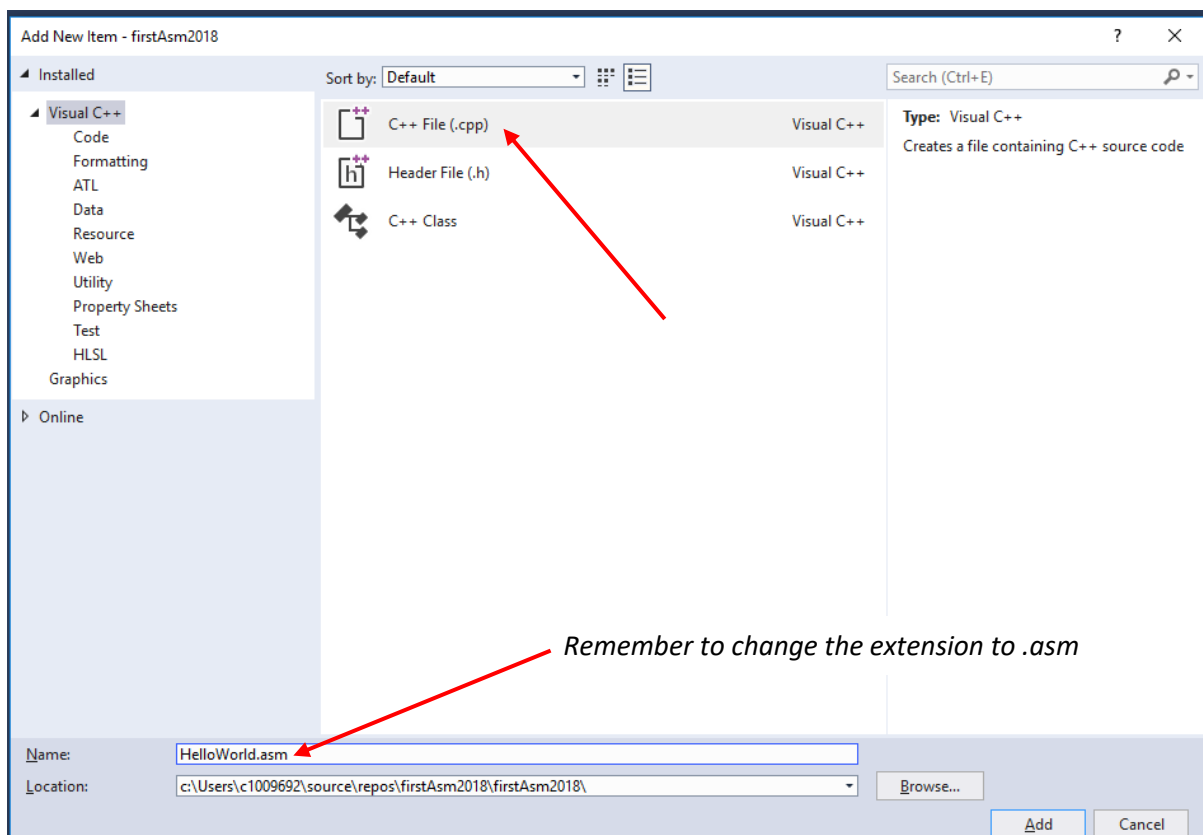 Add New Item - firstAsm2018
?
Installed
Sort by: Default
Search (Ctrl+E)
Visual C++
Code
Formatting
ATL
Data
Resource
Web
Utility
Property Sheets
Test
HLSL
Graphics
Online
C++ File (.cpp) Visual C++
Header File (.h) Visual C++
C++ Class Visual C++
Type: Visual C++
Creates a file containing C++ source code
Remember to change the extension to .asm
Name: HelloWorld.asm
Location: c:\Users\c1009692\source\repos\firstAsm2018\firstAsm2018\
Browse...
Add Cancel